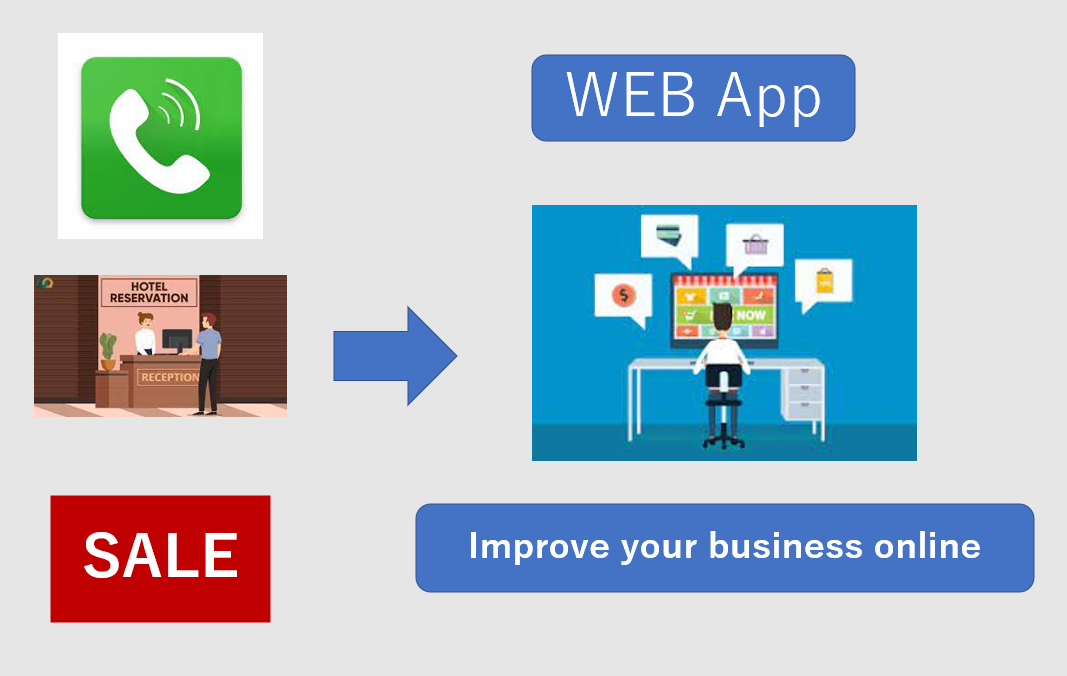 WEB App
HOTEL
RESERVATION
RECEPTION
NOW
SALE
Improve your business online